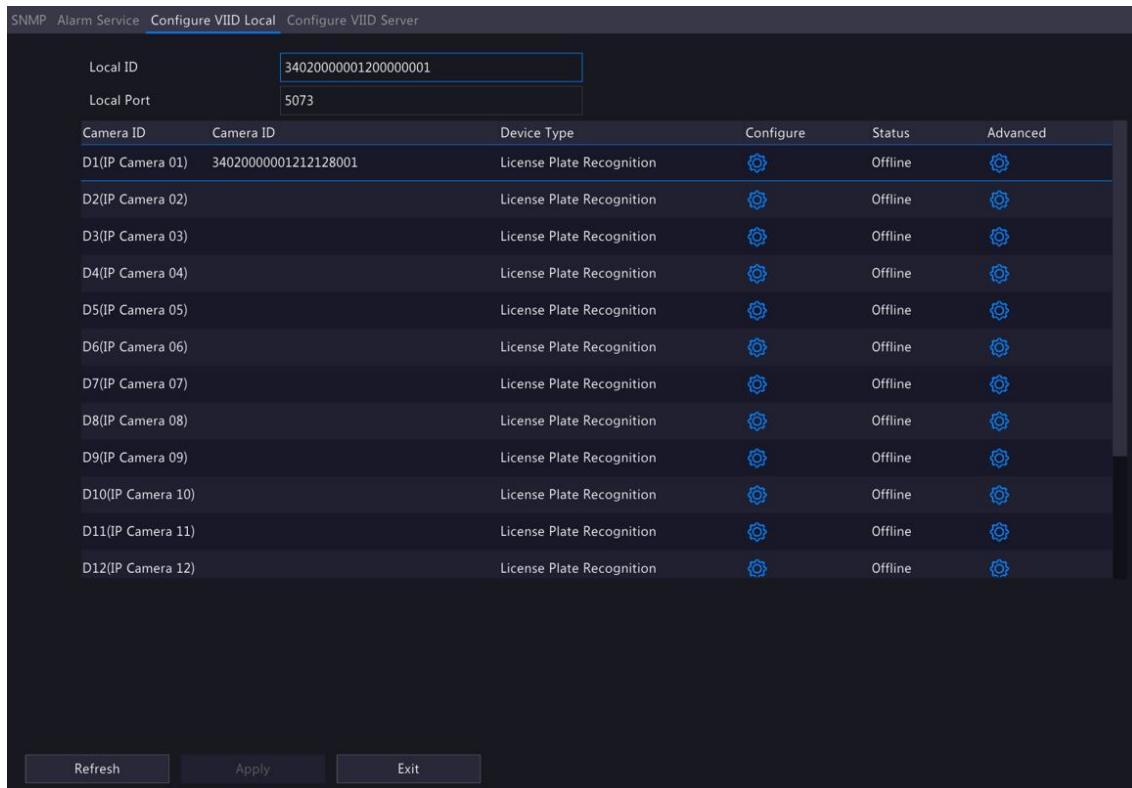 SNMP Alarm Service Configure VIID Local Configure VIID Server
Local ID 34020000001200000001
Local Port 5073
Camera ID Camera ID Device Type Configure Status Advanced
D1(IP Camera 01) 34020000001212128001 License Plate Recognition Offline
D2(IP Camera 02) License Plate Recognition Offline
D3(IP Camera 03) License Plate Recognition Offline
D4(IP Camera 04) License Plate Recognition Offline
D5(IP Camera 05) License Plate Recognition Offline
D6(IP Camera 06) License Plate Recognition Offline
D7(IP Camera 07) License Plate Recognition Offline
D8(IP Camera 08) License Plate Recognition Offline
D9(IP Camera 09) License Plate Recognition Offline
D10(IP Camera 10) License Plate Recognition Offline
D11(IP Camera 11) License Plate Recognition Offline
D12(IP Camera 12) License Plate Recognition Offline
Refresh Apply Exit